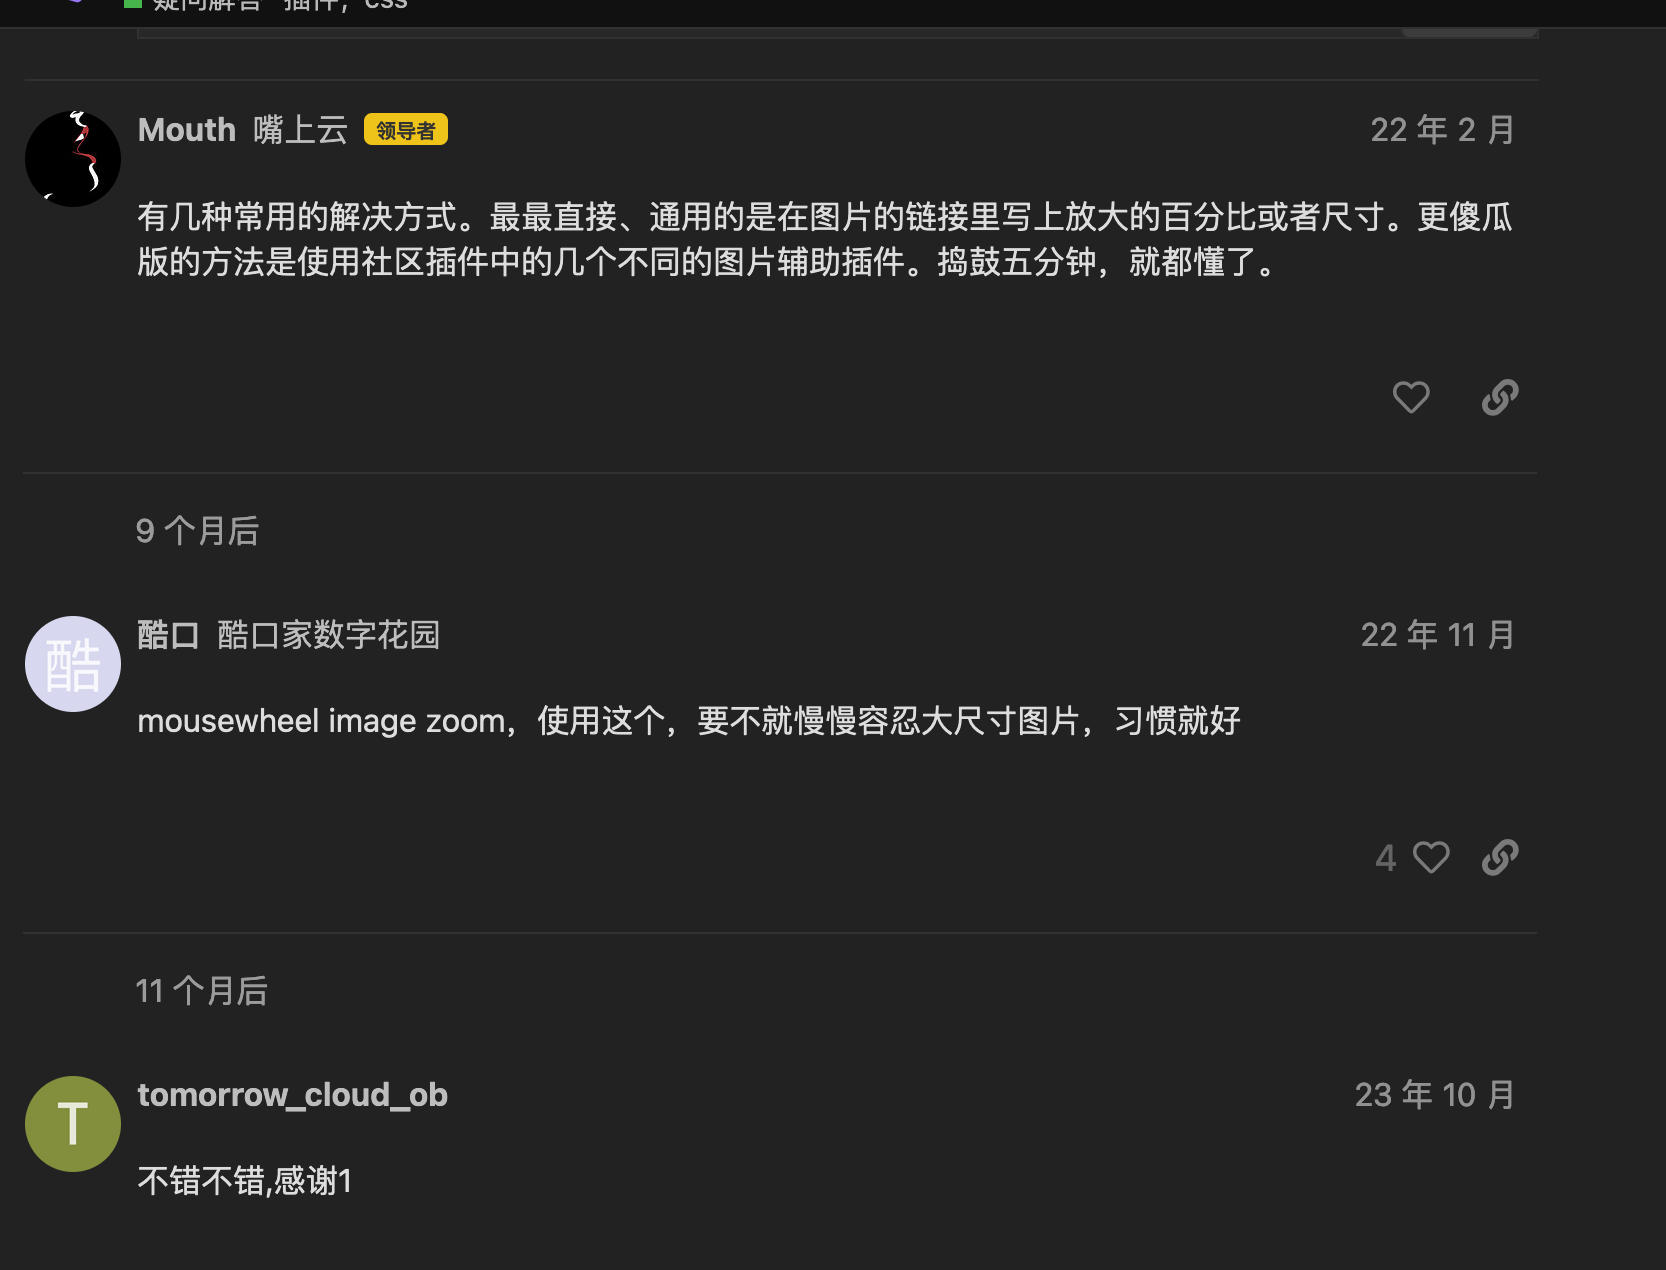 疑问解答 插件, css
Mouth 嘴上云 领导者 22 年 2 月
有几种常用的解决方式。最最直接、通用的是在图片的链接里写上放大的百分比或者尺寸。更傻瓜
版的方法是使用社区插件中的几个不同的图片辅助插件。捣鼓五分钟，就都懂了。
9 个月后
酷
酷口 酷口家数字花园 22 年 11 月
mousewheel image zoom，使用这个，要不就慢慢容忍大尺寸图片，习惯就好
4
11 个月后
T
tomorrow_cloud_ob 23 年 10 月
不错不错,感谢1